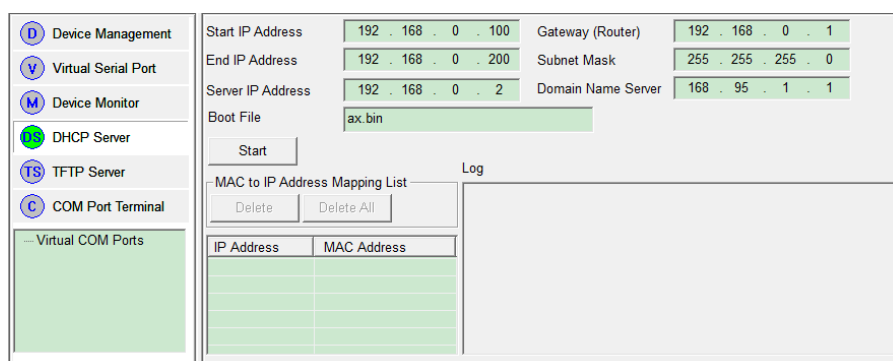 D Device Management
V Virtual Serial Port
M Device Monitor
DS DHCP Server
TS TFTP Server
C COM Port Terminal
Virtual COM Ports
Start IP Address 192 . 168 . 0 . 100 Gateway (Router) 192 . 168 . 0 . 1
End IP Address 192 . 168 . 0 . 200 Subnet Mask 255 . 255 . 255 . 0
Server IP Address 192 . 168 . 0 . 2 Domain Name Server 168 . 95 . 1 . 1
Boot File ax.bin
Start
MAC to IP Address Mapping List
Delete Delete All
IP Address MAC Address
Log